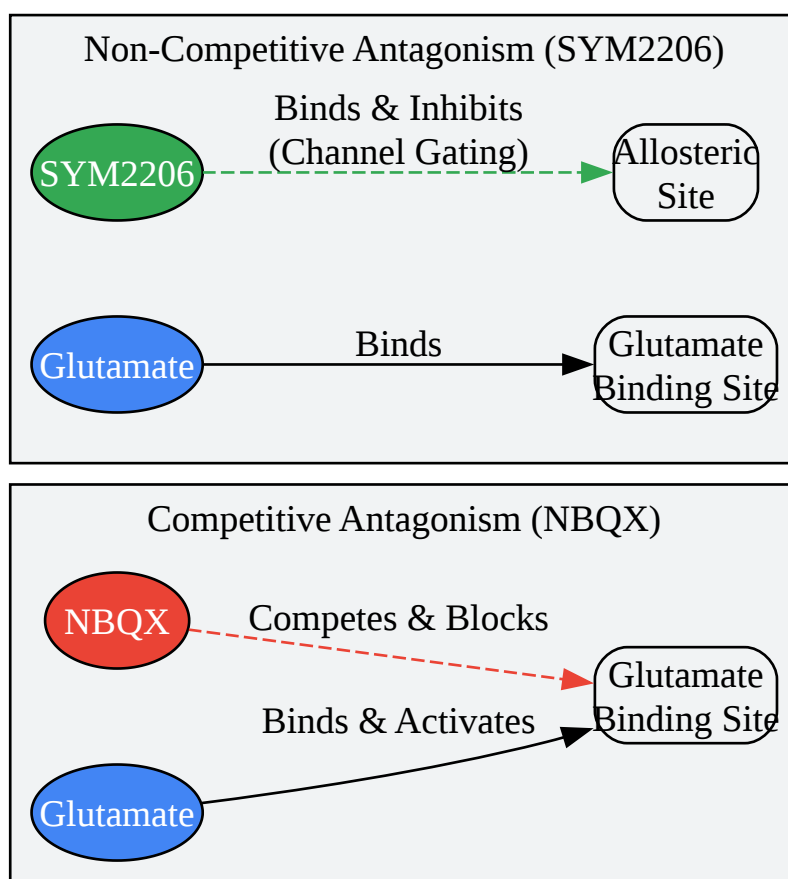 Non-Competitive Antagonism (SYM2206)
Binds & Inhibits
(Channel Gating)
SYM2206
Allosteric
Site
Glutamate
Binds
Glutamate
Binding Site
Competitive Antagonism (NBQX)
NBQX
Competes & Blocks
Glutamate
Binding Site
Binds & Activates
Glutamate